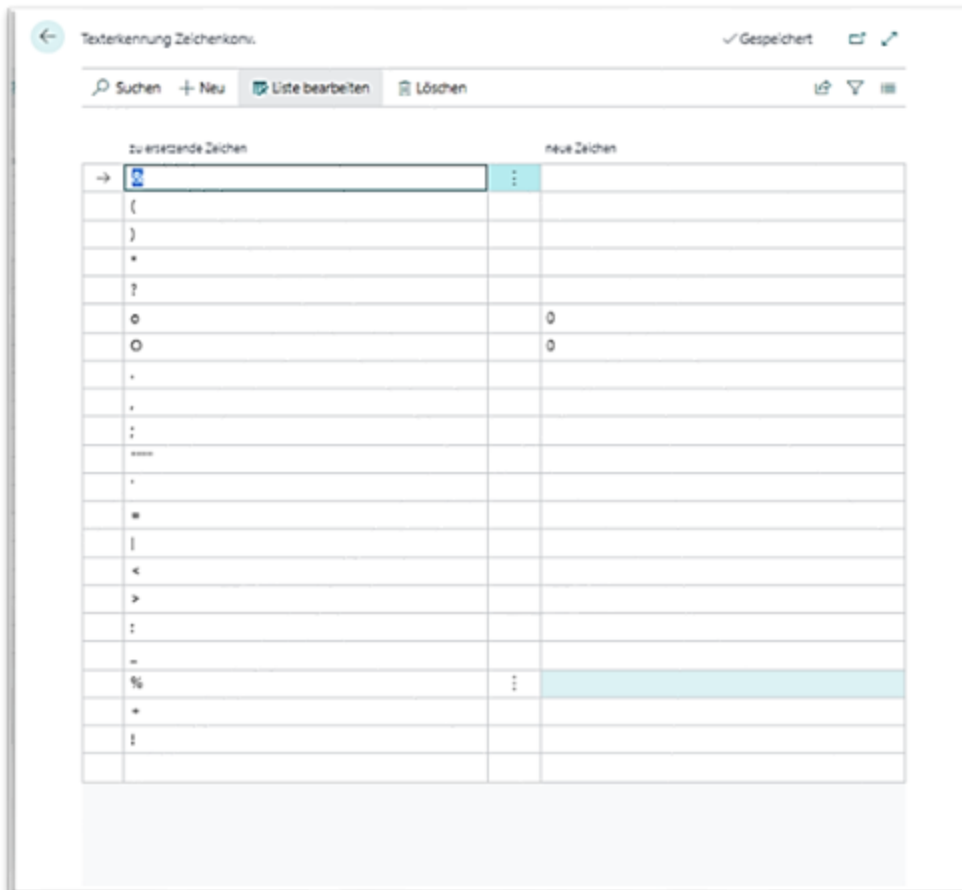 Texterkennung Zeichenkonv.
✓ Gespeichert
Suchen + Neu Liste bearbeiten Löschen
zu ersetzende Zeichen neue Zeichen
(
)
*
?
o 0
O 0
.
,
;
=
|
<
>
:
_
%
+
!